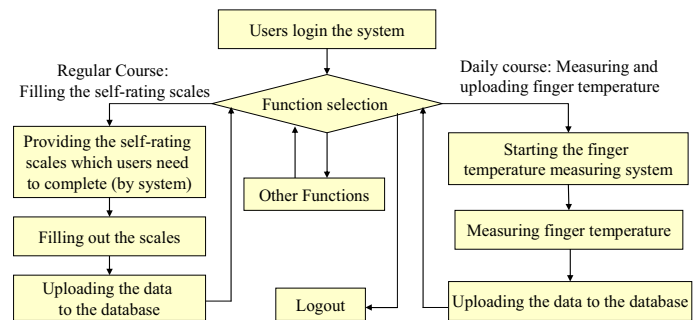 Users login the system
Regular Course:
Filling the self-rating scales
Daily course: Measuring and
uploading finger temperature
Function selection
Providing the self-rating
scales which users need
to complete (by system)
Starting the finger
temperature measuring system
Other Functions
Filling out the scales
Measuring finger temperature
Uploading the data
to the database
Logout
Uploading the data to the database